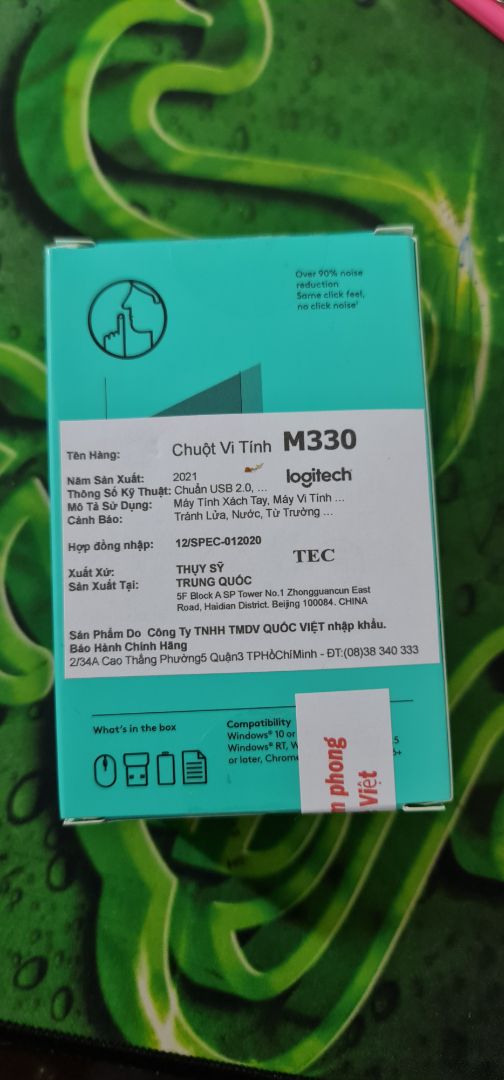 Over 90% noise
reduction
Same click feel,
no click noise¹
Tên Hàng: Chuột Vi Tính M330
Năm Sản Xuất: 2021 logitech
Thông Số Kỹ Thuật: Chuẩn USB 2.0, ...
Mô Tả Sử Dụng: Máy Tính Xách Tay, Máy Vi Tính ...
Cảnh Báo: Tránh Lửa, Nước, Từ Trường ...
Hợp đồng nhập: 12/SPEC-012020
TEC
Xuất Xứ: THỤY SỸ
Sản Xuất Tại: TRUNG QUỐC
5F Block A SP Tower No.1 Zhongguancun East
Road, Haidian District. Beijing 100084. CHINA
Sản Phẩm Do Công Ty TNHH TMDV QUỐC VIỆT nhập khẩu.
Bảo Hành Chính Hãng
2/34A Cao Thắng Phường5 Quận3 TPHồChíMinh - ĐT:(08)38 340 333
What's in the box
Compatibility
Windows® 10 or
Windows® RT, W
or later, Chrom
.5
+
m phong
Việt